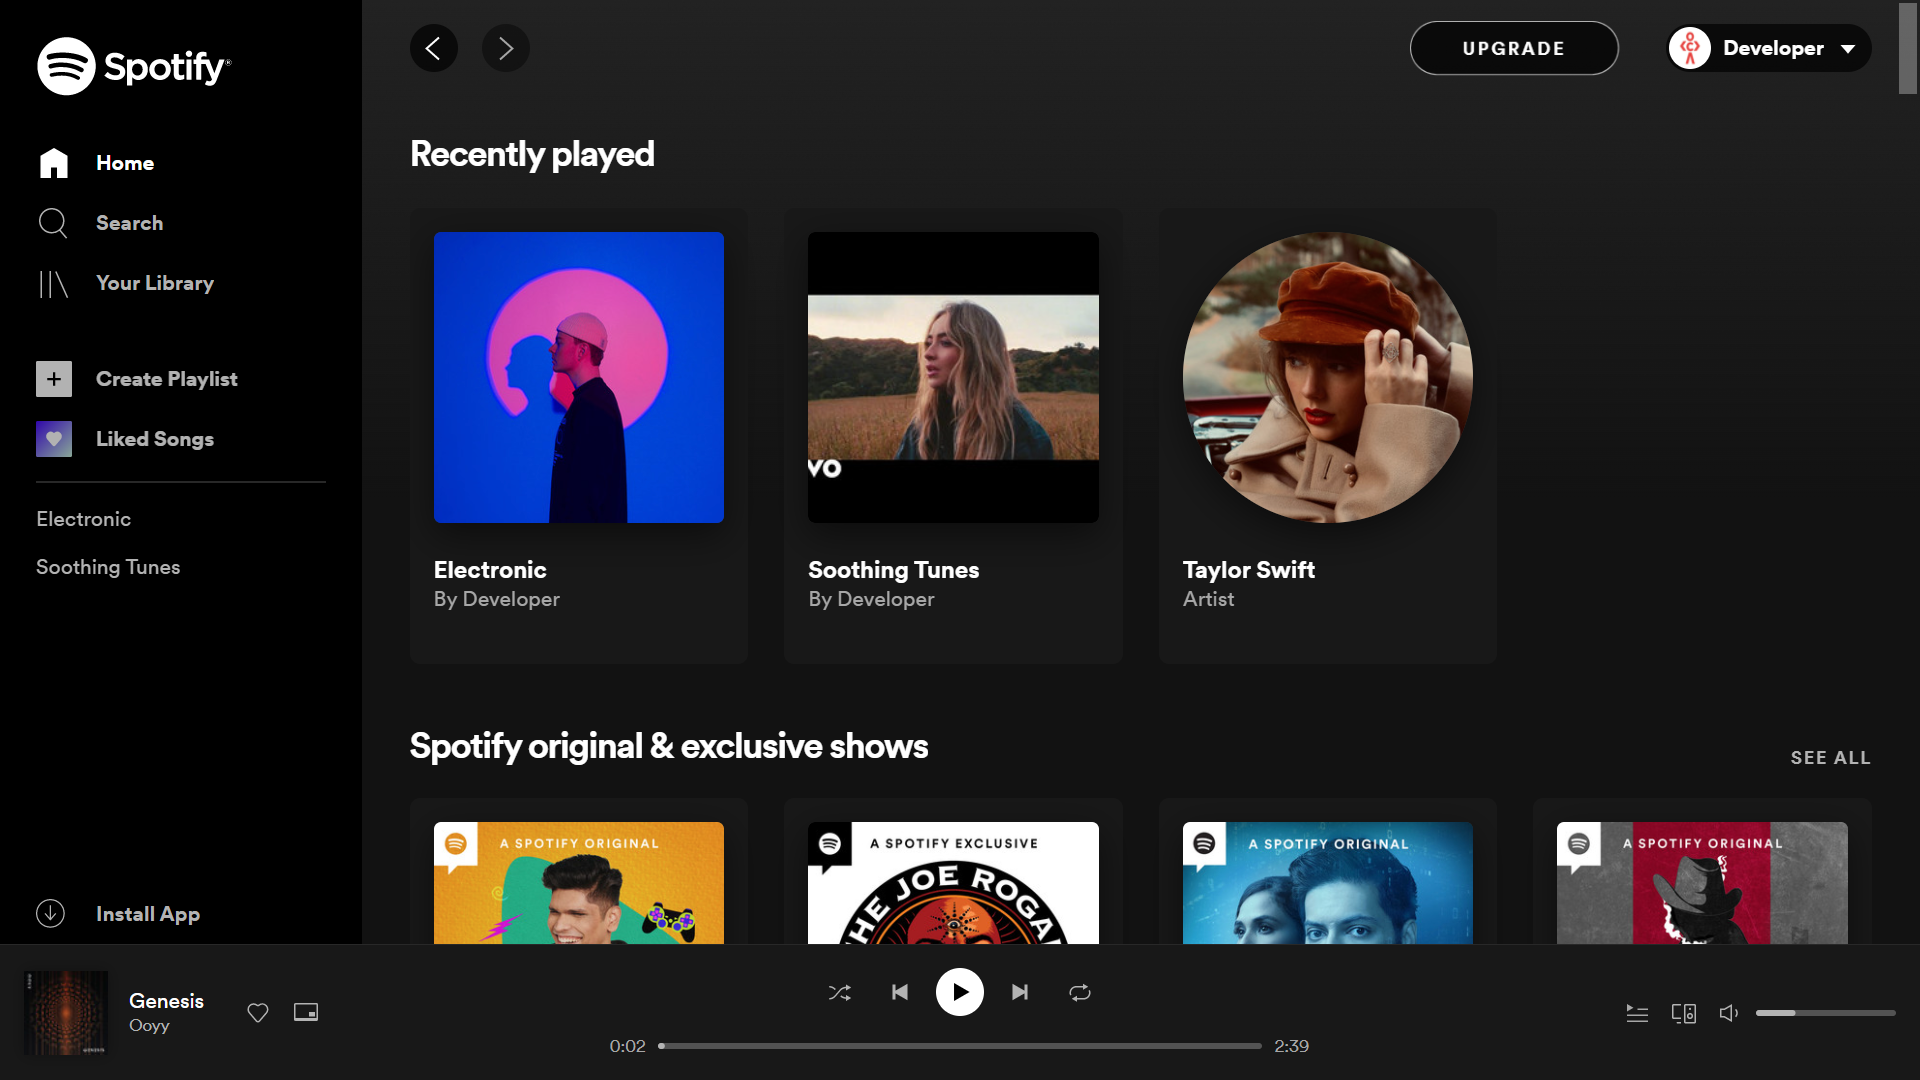 Spotify®
UPGRADE
Developer
Home
Search
Your Library
Create Playlist
Liked Songs
Electronic
Soothing Tunes
Install App
Recently played
VO
Electronic
By Developer
Soothing Tunes
By Developer
Taylor Swift
Artist
Spotify original & exclusive shows
SEE ALL
A SPOTIFY ORIGINAL
A SPOTIFY EXCLUSIVE
THE JOE ROGAN
A SPOTIFY ORIGINAL
A SPOTIFY ORIGINAL
Genesis
Ooyy
0:02
2:39